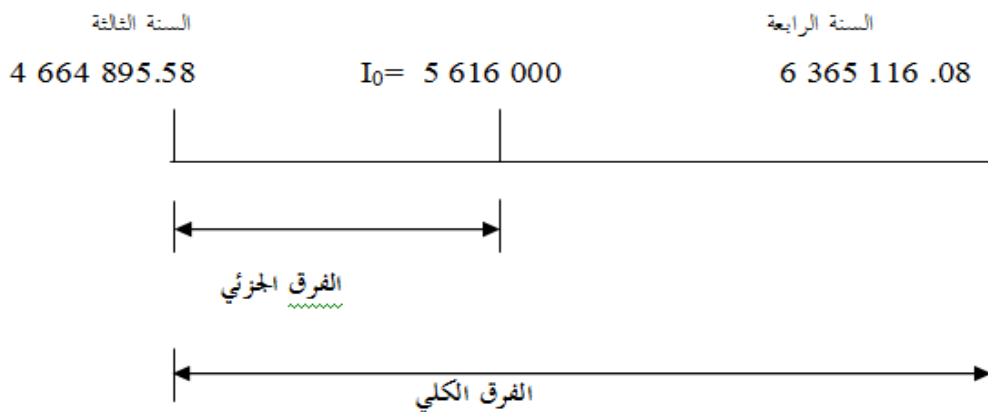 السنة الثالثة السنة الرابعة
4 664 895.58 I₀= 5 616 000 6 365 116 .08
الفرق الجزئي
الفرق الكلي